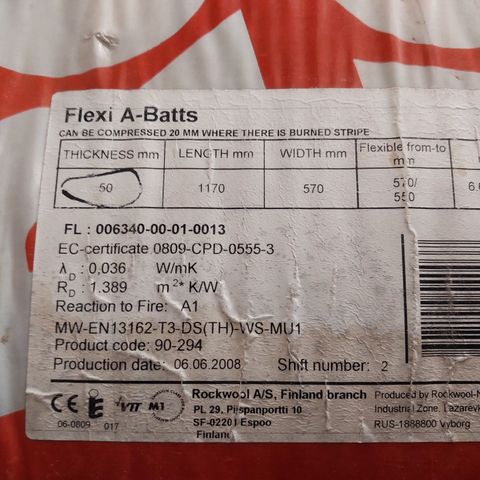 Flexi A-Batts
CAN BE COMPRESSED 20 MM WHERE THERE IS BURNED STRIPE
THICKNESS mm LENGTH mm WIDTH mm Flexible from-to mm
50 1170 570 570/ 550 6.
FL : 006340-00-01-0013
EC-certificate 0809-CPD-0555-3
λD : 0,036 W/mK
RD : 1.389 m2* K/W
Reaction to Fire: A1
MW-EN13162-T3-DS(TH)-WS-MU1
Product code: 90-294
Production date: 06.06.2008 Shift number: 2
CE E VTT M1
06-0809 017
Rockwool A/S, Finland branch
PL 29, Piispanportti 10
SF-02201 Espoo
Finland
Produced by Rockwool-N
Industrial Zone, Lazarevk
RUS-1888800 Vyborg